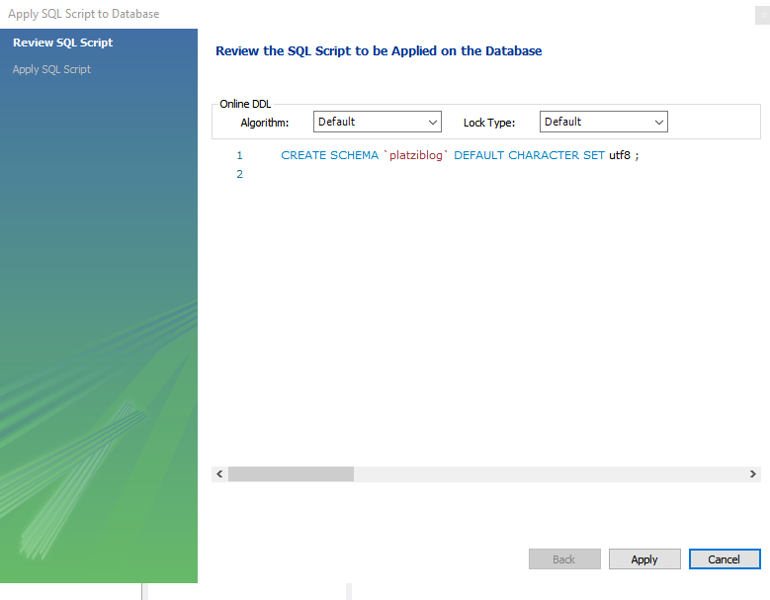 Apply SQL Script to Database
Review SQL Script
Apply SQL Script
Review the SQL Script to be Applied on the Database
Online DDL
Algorithm: Default Lock Type: Default
1 CREATE SCHEMA `platziblog` DEFAULT CHARACTER SET utf8 ;
2
Back Apply Cancel